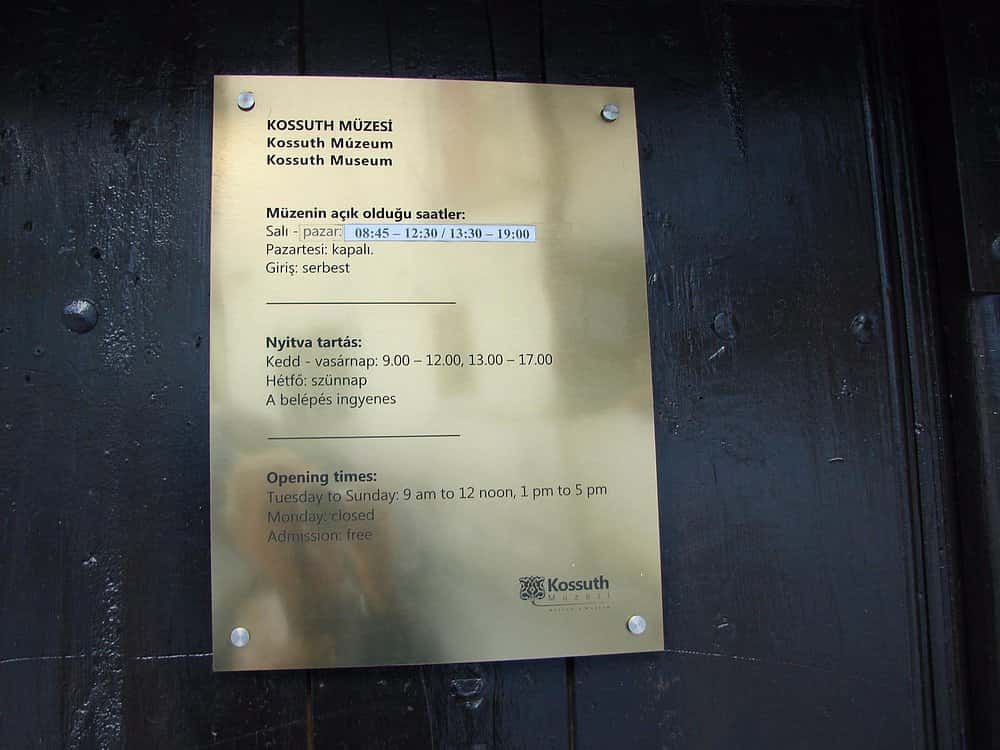 KOSSUTH MÜZESİ
Kossuth Múzeum
Kossuth Museum
Müzenin açık olduğu saatler:
Salı - pazar: 08:45 – 12:30 / 13:30 – 19:00
Pazartesi: kapalı.
Giriş: serbest
Nyitva tartás:
Kedd - vasárnap: 9.00 – 12.00, 13.00 – 17.00
Hétfő: szünnap
A belépés ingyenes
Opening times:
Tuesday to Sunday: 9 am to 12 noon, 1 pm to 5 pm
Monday: closed
Admission: free
Kossuth
Müzesi